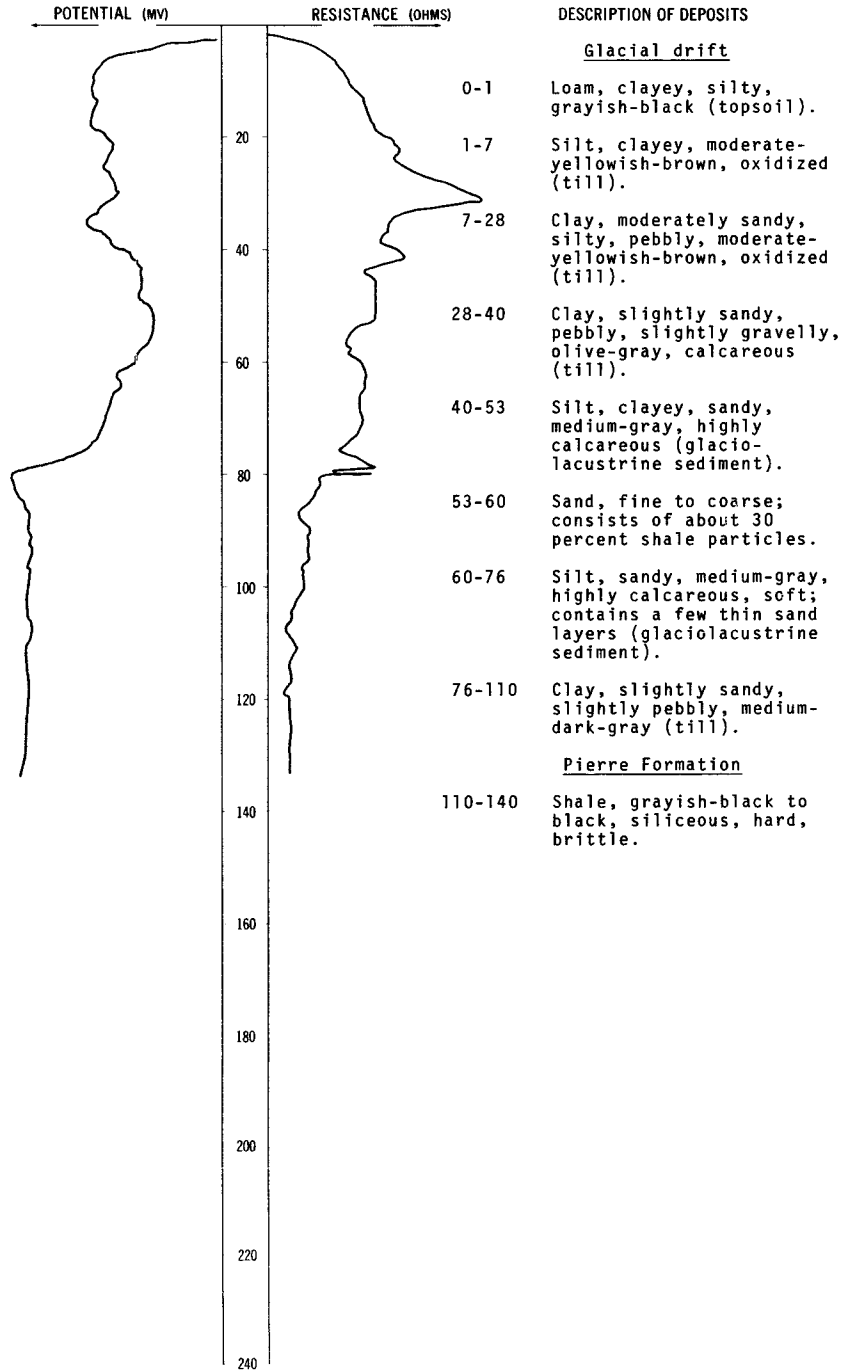 POTENTIAL (MV) RESISTANCE (OHMS) DESCRIPTION OF DEPOSITS
Glacial drift
0-1 Loam, clayey, silty,
grayish-black (topsoil).
1-7 Silt, clayey, moderate-
yellowish-brown, oxidized
(till).
7-28 Clay, moderately sandy,
silty, pebbly, moderate-
yellowish-brown, oxidized
(till).
28-40 Clay, slightly sandy,
pebbly, slightly gravelly,
olive-gray, calcareous
(till).
40-53 Silt, clayey, sandy,
medium-gray, highly
calcareous (glacio-
lacustrine sediment).
53-60 Sand, fine to coarse;
consists of about 30
percent shale particles.
60-76 Silt, sandy, medium-gray,
highly calcareous, soft;
contains a few thin sand
layers (glaciolacustrine
sediment).
76-110 Clay, slightly sandy,
slightly pebbly, medium-
dark-gray (till).
Pierre Formation
110-140 Shale, grayish-black to
black, siliceous, hard,
brittle.
20
40
60
80
100
120
140
160
180
200
220
240